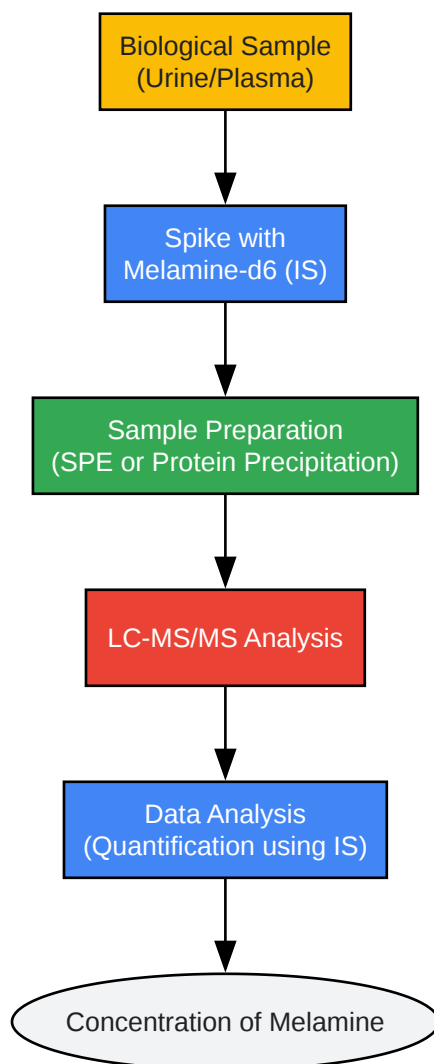 Biological Sample
(Urine/Plasma)
Spike with
Melamine-d6 (IS)
Sample Preparation
(SPE or Protein Precipitation)
LC-MS/MS Analysis
Data Analysis
(Quantification using IS)
Concentration of Melamine